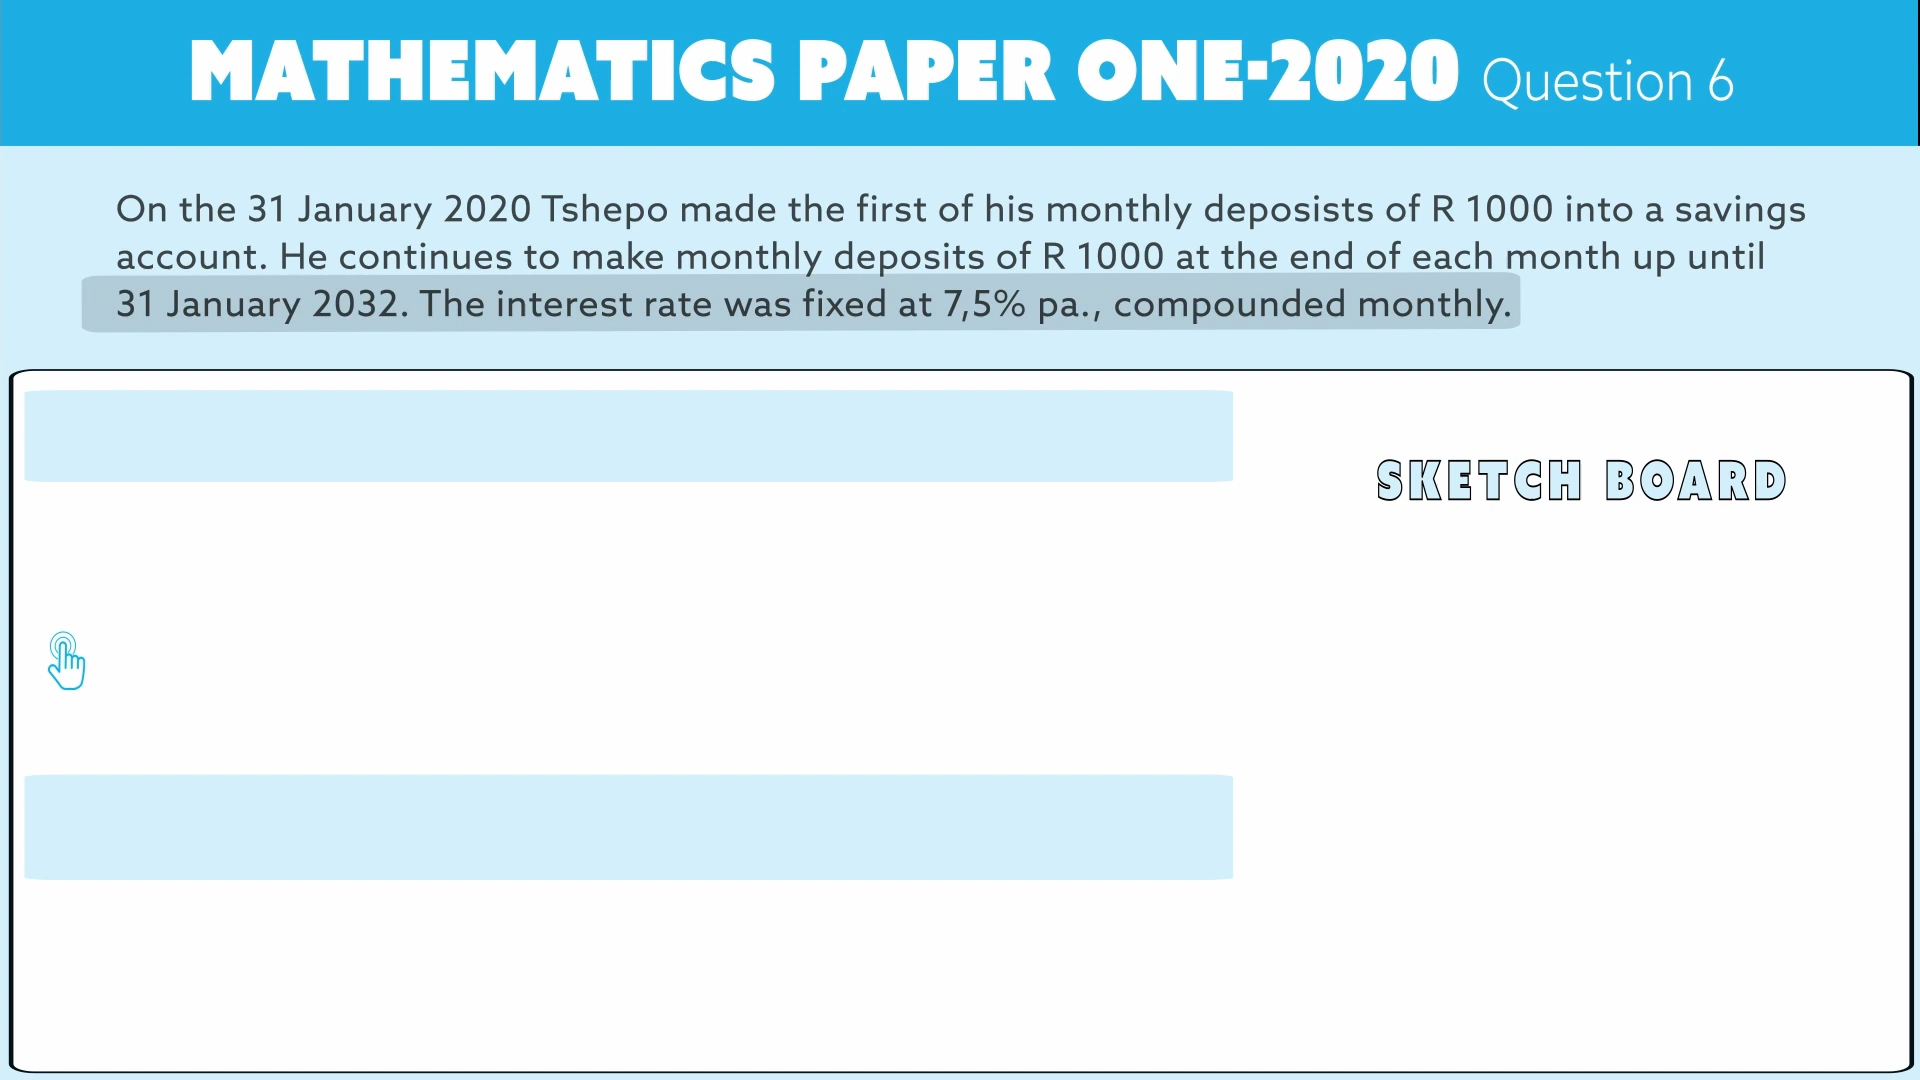 MATHEMATICS PAPER ONE-2020 Question 6
On the 31 January 2020 Tshepo made the first of his monthly deposists of R 1000 into a savings
account. He continues to make monthly deposits of R 1000 at the end of each month up until
31 January 2032. The interest rate was fixed at 7,5% pa., compounded monthly.
SKETCH BOARD